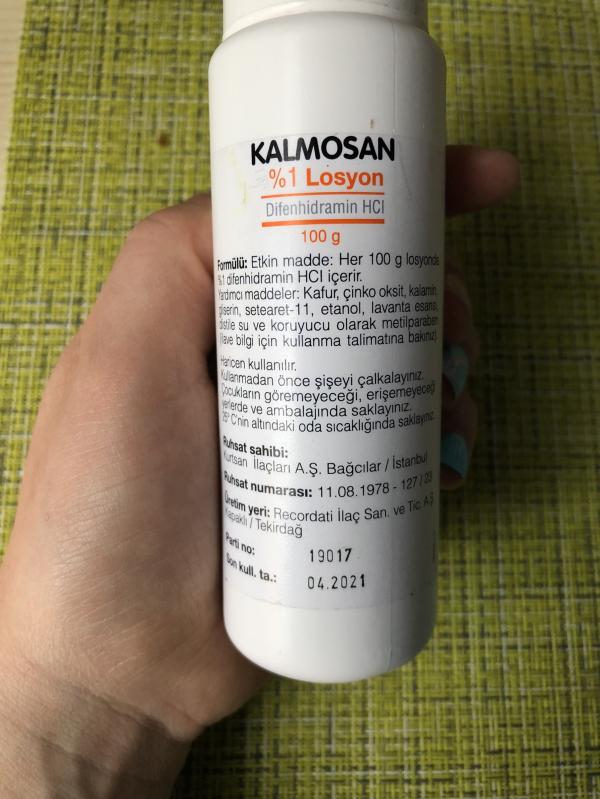 KALMOSAN
%1 Losyon
Difenhidramin HCl
100 g
Formülü: Etkin madde: Her 100 g losyonda
%1 difenhidramin HCl içerir.
Yardımcı maddeler: Kafur, çinko oksit, kalamin,
gliserin, setearet-11, etanol, lavanta esansı,
distile su ve koruyucu olarak metilparaben
(İlave bilgi için kullanma talimatına bakınız).
Haricen kullanılır.
Kullanmadan önce şişeyi çalkalayınız.
Çocukların göremeyeceği, erişemeyeceği
yerlerde ve ambalajında saklayınız.
25° C'nin altındaki oda sıcaklığında saklayınız.
Ruhsat sahibi:
Kurtsan İlaçları A.Ş. Bağcılar / İstanbul
Ruhsat numarası: 11.08.1978 - 127 / 23
Üretim yeri: Recordati İlaç San. ve Tic. A.Ş.
Kapaklı / Tekirdağ
Parti no: 19017
Son kull. ta.: 04.2021